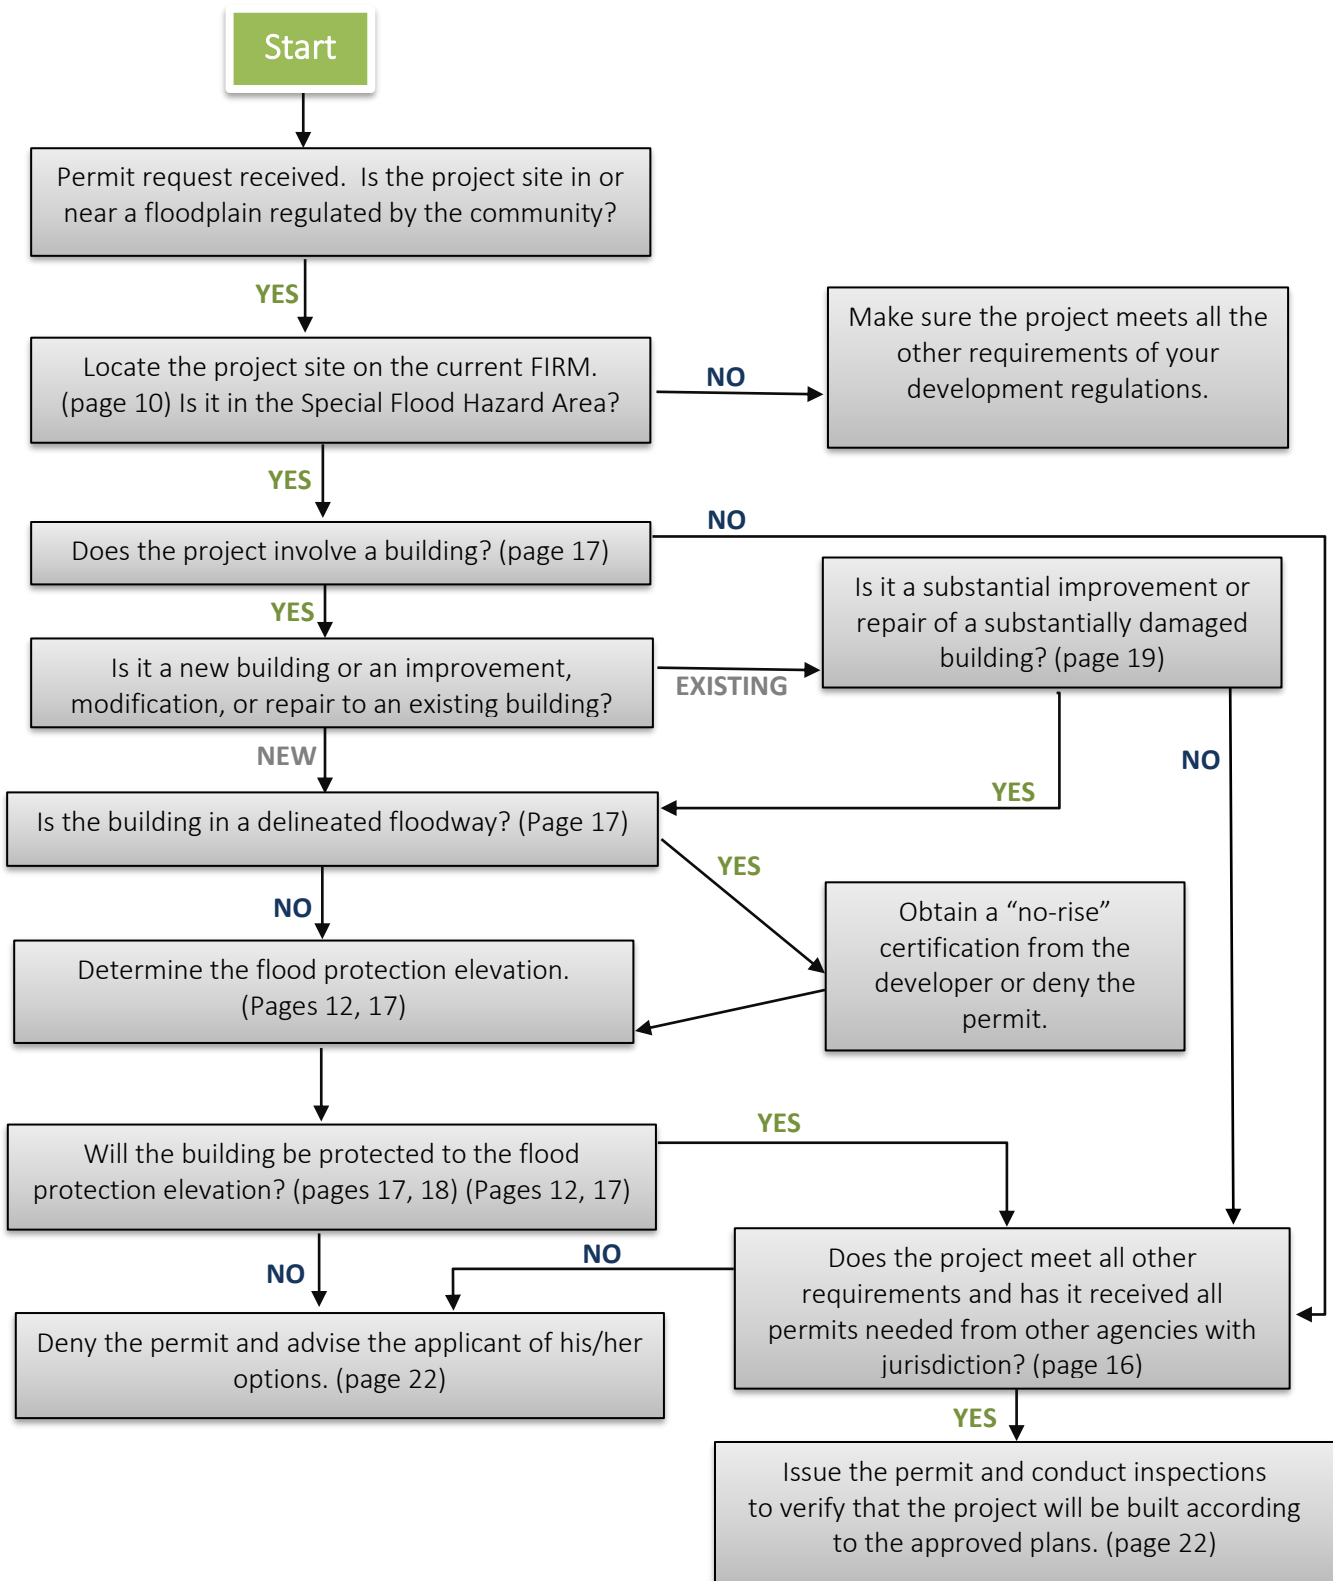 Start
Permit request received.  Is the project site in or
near a floodplain regulated by the community?
YES
Locate the project site on the current FIRM.
(page 10) Is it in the Special Flood Hazard Area?
NO
Make sure the project meets all the
other requirements of your
development regulations.
YES
Does the project involve a building? (page 17)
NO
YES
Is it a new building or an improvement,
modification, or repair to an existing building?
EXISTING
Is it a substantial improvement or
repair of a substantially damaged
building? (page 19)
NEW
YES
NO
Is the building in a delineated floodway? (Page 17)
YES
NO
Obtain a “no-rise”
certification from the
developer or deny the
permit.
Determine the flood protection elevation.
(Pages 12, 17)
Will the building be protected to the flood
protection elevation? (pages 17, 18) (Pages 12, 17)
YES
NO
NO
Does the project meet all other
requirements and has it received all
permits needed from other agencies with
jurisdiction? (page 16)
Deny the permit and advise the applicant of his/her
options. (page 22)
YES
Issue the permit and conduct inspections
to verify that the project will be built according
to the approved plans. (page 22)